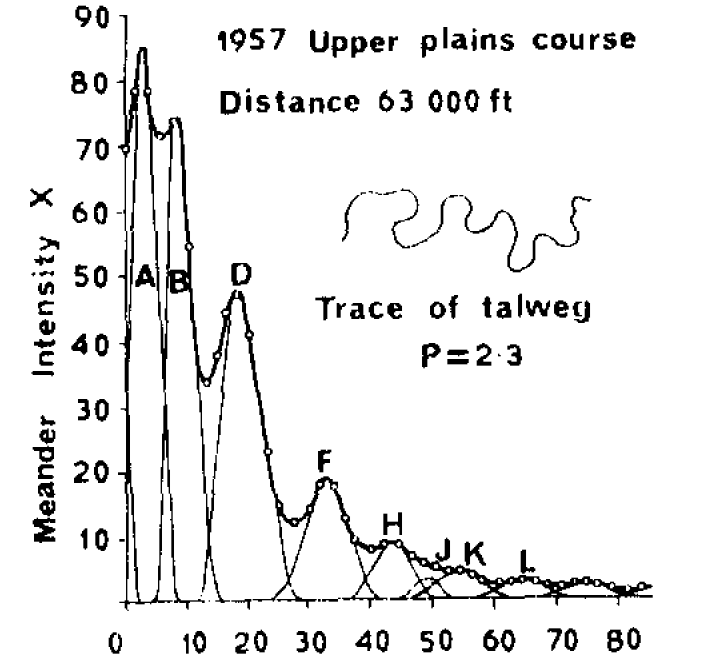 90
1957 Upper plains course
80
Distance 63 000 ft
70
60
A B D
50
Trace of talweg
40
P=2·3
30
F
20
H
J K
L
10
Meander Intensity X
0 10 20 30 40 50 60 70 80